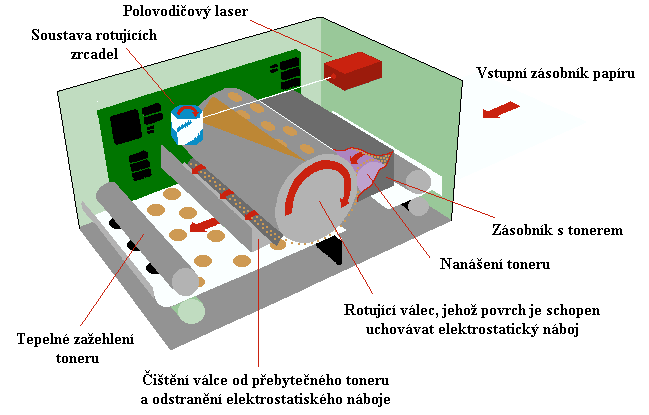 Polovodičový laser
Soustava rotujících
zrcadel
Vstupní zásobník papíru
Zásobník s tonerem
Nanášení toneru
Rotující válec, jehož povrch je schopen
uchovávat elektrostatický náboj
Tepelné zažehlení
toneru
Čištění válce od přebytečného toneru
a odstranění elektrostatiského náboje